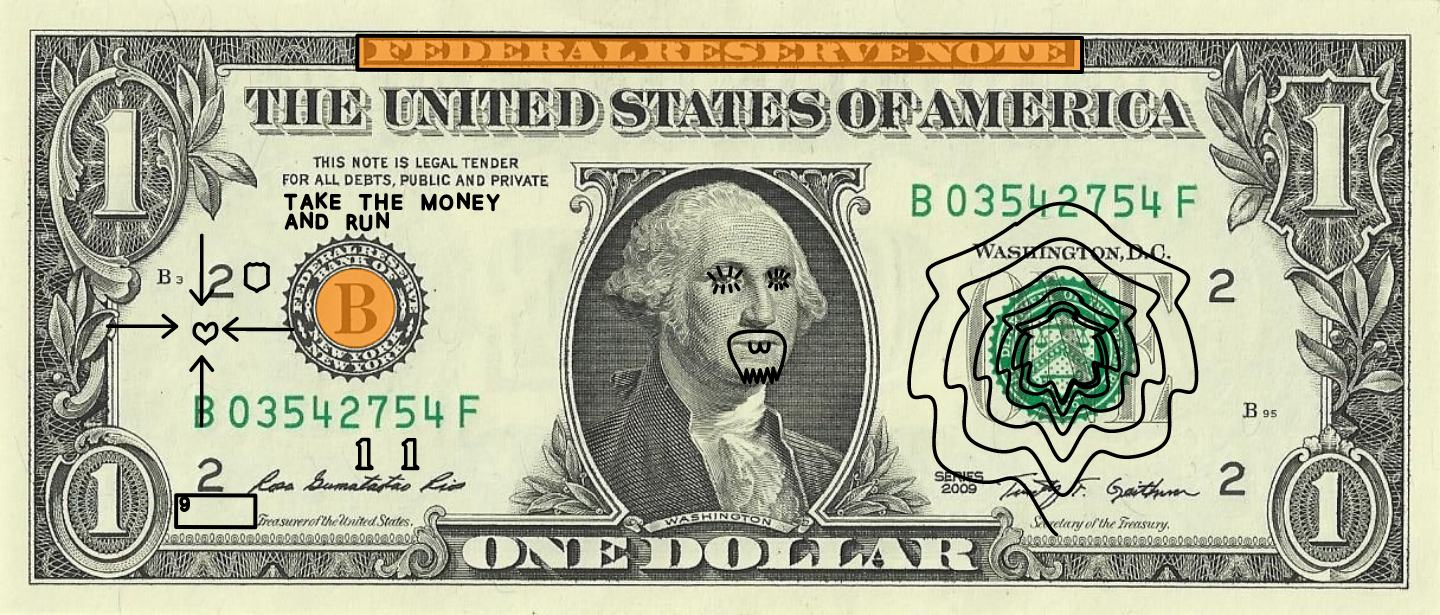 FEDERAL RESERVE NOTE
1
THE UNITED STATES OF AMERICA
1
THIS NOTE IS LEGAL TENDER
FOR ALL DEBTS, PUBLIC AND PRIVATE
TAKE THE MONEY
AND RUN
B 03542754 F
WASHINGTON, D.C.
B 3
2
2
FEDERAL RESERVE
BANK OF
B
NEW YORK
NEW YORK
B 03542754 F
B 95
1 1
2
Rosa Gumataotao Rios
SERIES
2009
Timothy F. Geithner
2
9
Treasurer of the United States.
WASHINGTON
Secretary of the Treasury.
1
ONE DOLLAR
1